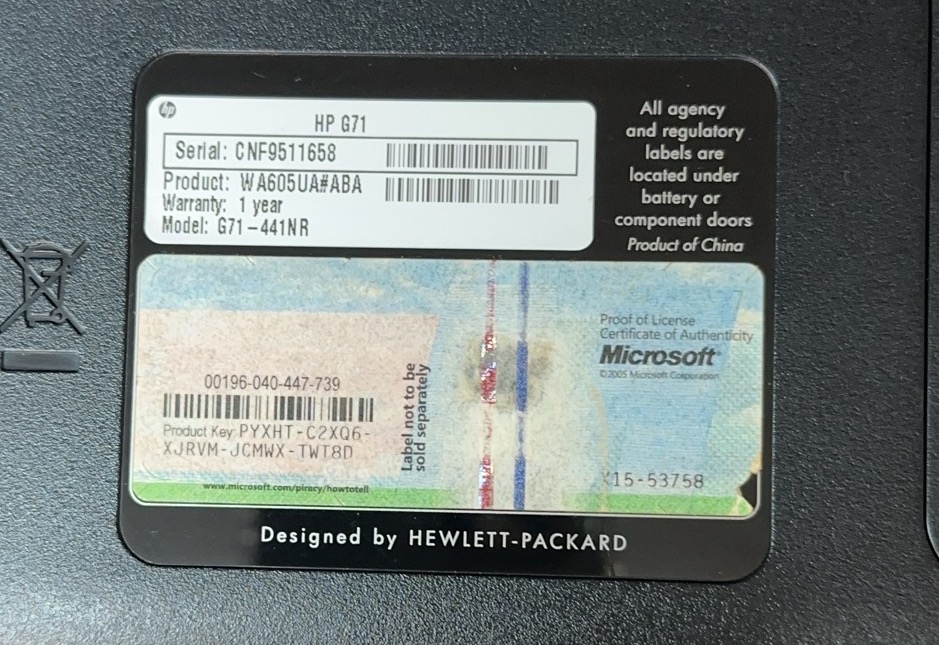 hp
HP G71
Serial: CNF9511658
Product: WA605UA#ABA
Warranty: 1 year
Model: G71-441NR
All agency
and regulatory
labels are
located under
battery or
component doors
Product of China
00196-040-447-739
Product Key: PYXHT-C2XQ6-
XJRVM-JCMWX-TWT8D
www.microsoft.com/piracy/howtotell
Label not to be
sold separately
Proof of License
Certificate of Authenticity
Microsoft®
©2005 Microsoft Corporation
X15-53758
Designed by HEWLETT-PACKARD